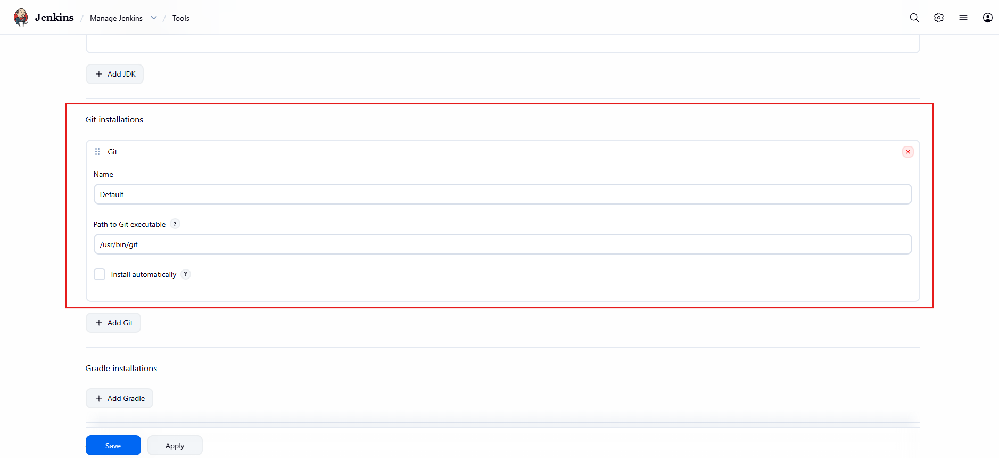 Jenkins / Manage Jenkins / Tools
+ Add JDK
Git installations
Git
Name
Default
Path to Git executable ?
/usr/bin/git
Install automatically ?
+ Add Git
Gradle installations
+ Add Gradle
Save Apply